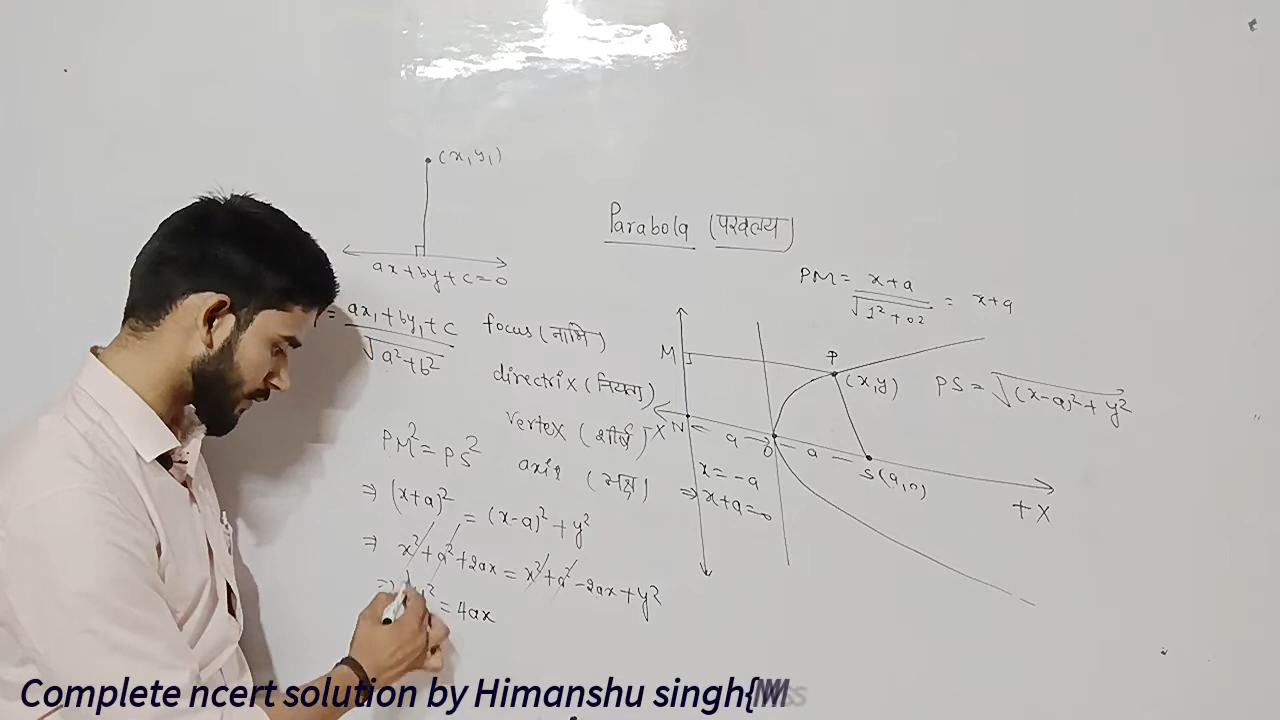 (x₁y₁)
ax+by+c=0
= ax₁+by₁+c / √a²+b²
Parabola (परवलय)
focus (नाभि)
directrix (नियता)
vertex (शीर्ष)
axis (अक्ष)
PM² = PS²
⇒ (x+a)² = (x-a)² + y²
⇒ x² + a² + 2ax = x² + a² - 2ax + y²
⇒ y² = 4ax
PM = x+a / √1²+0² = x+a
M
P
(x,y)
PS = √(x-a)² + y²
-X
N
a
O
a
S(a,0)
x = -a
⇒ x+a=0
+X
Complete ncert solution by Himanshu singh